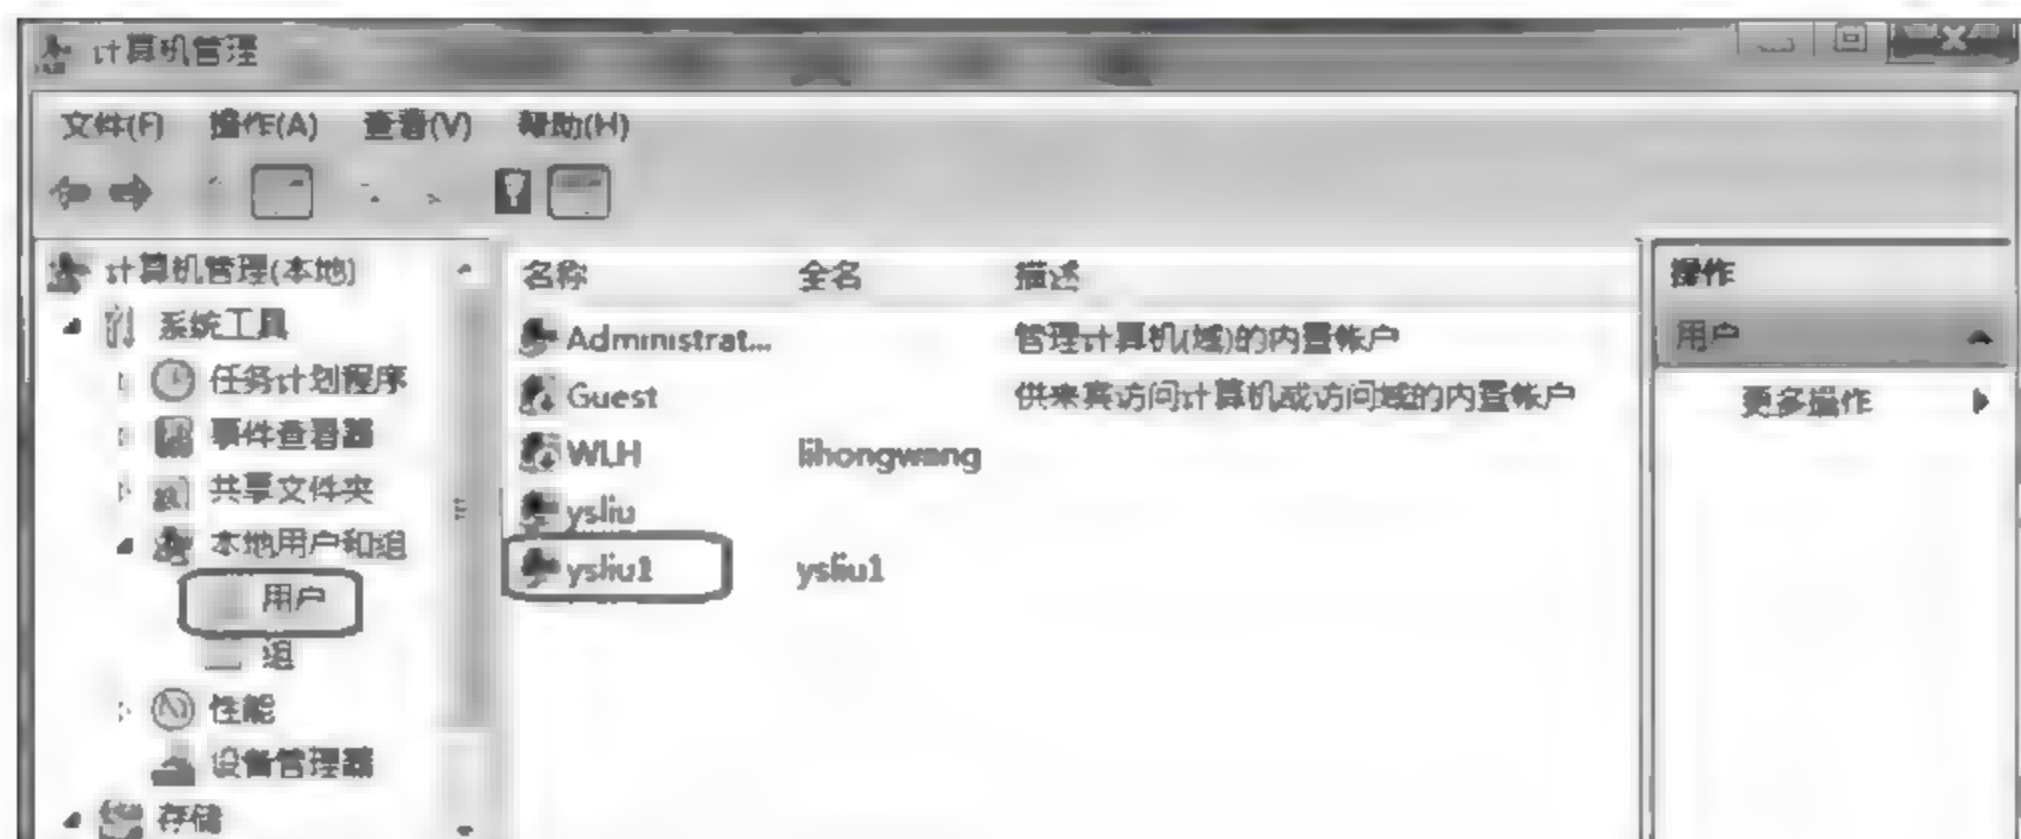 计算机管理
文件(F) 操作(A) 查看(V) 帮助(H)
计算机管理(本地)
系统工具
任务计划程序
事件查看器
共享文件夹
本地用户和组
用户
组
性能
设备管理器
存储
名称 全名 描述
Administrat... 管理计算机(域)的内置帐户
Guest 供来宾访问计算机或访问域的内置帐户
WLH lihongwang
ysliu
ysliu1 ysliu1
操作
用户
更多操作